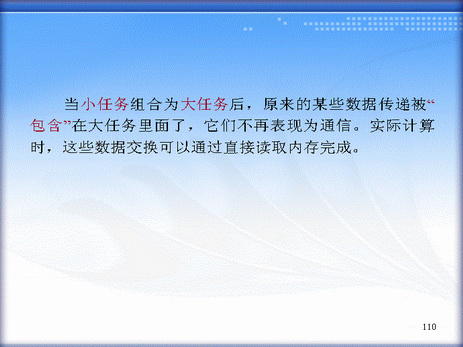 当小任务组合为大任务后，原来的某些数据传递被“
包含”在大任务里面了，它们不再表现为通信。实际计算
时，这些数据交换可以通过直接读取内存完成。
110